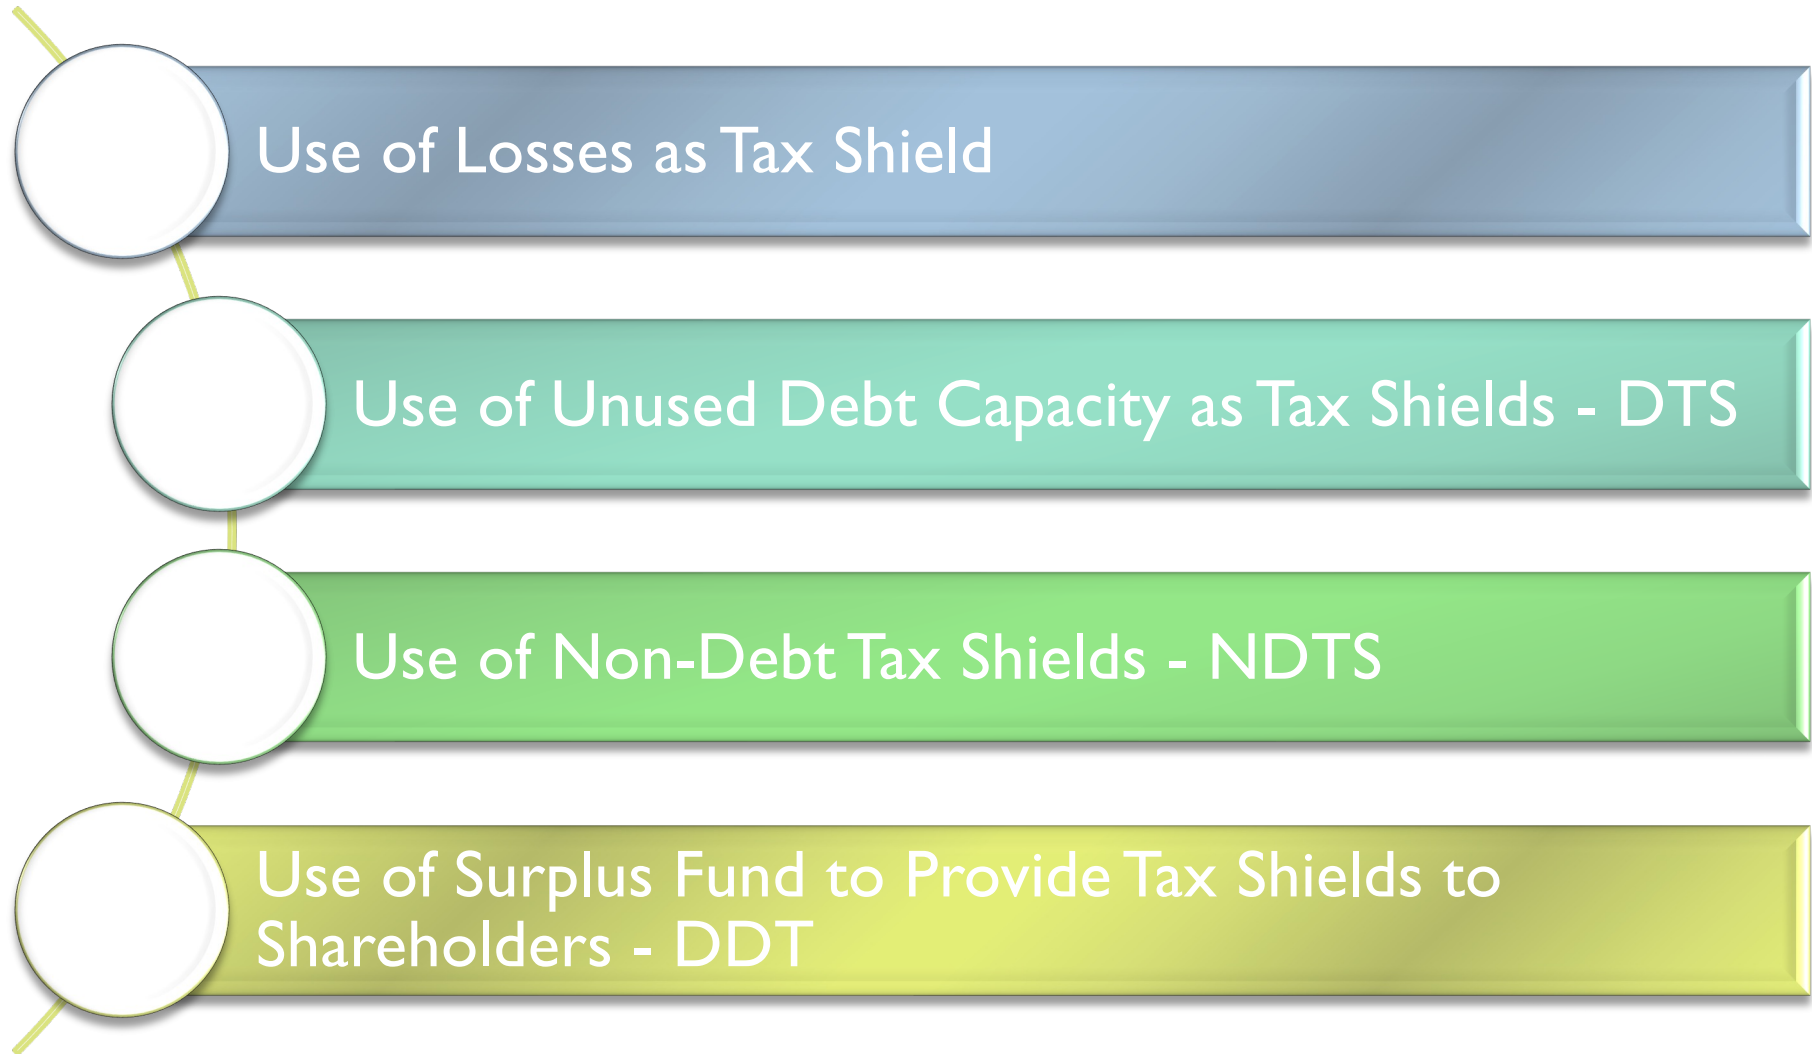 Use of Losses as Tax Shield
Use of Unused Debt Capacity as Tax Shields - DTS
Use of Non-Debt Tax Shields - NDTS
Use of Surplus Fund to Provide Tax Shields to
Shareholders - DDT